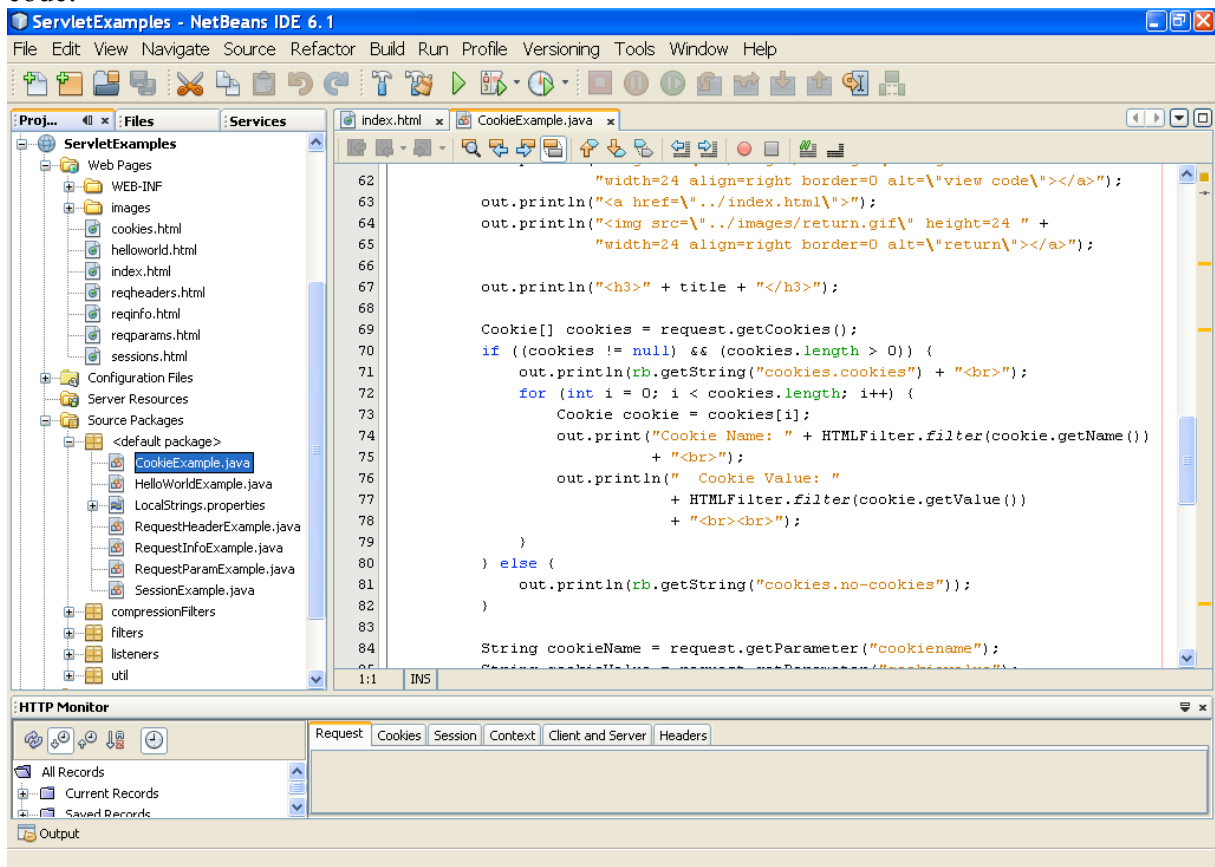 code.
ServletExamples - NetBeans IDE 6.1
File Edit View Navigate Source Refactor Build Run Profile Versioning Tools Window Help
Proj... Files Services
index.html CookieExample.java
ServletExamples
Web Pages
WEB-INF
images
cookies.html
helloworld.html
index.html
reqheaders.html
reqinfo.html
reqparams.html
sessions.html
Configuration Files
Server Resources
Source Packages
<default package>
CookieExample.java
HelloWorldExample.java
LocalStrings.properties
RequestHeaderExample.java
RequestInfoExample.java
RequestParamExample.java
SessionExample.java
compressionFilters
filters
listeners
util
62 "width=24 align=right border=0 alt=\"view code\"></a>");
63 out.println("<a href=\"../index.html\">");
64 out.println("<img src=\"../images/return.gif\" height=24 " +
65 "width=24 align=right border=0 alt=\"return\"></a>");
66
67 out.println("<h3>" + title + "</h3>");
68
69 Cookie[] cookies = request.getCookies();
70 if ((cookies != null) && (cookies.length > 0)) {
71 out.println(rb.getString("cookies.cookies") + "<br>");
72 for (int i = 0; i < cookies.length; i++) {
73 Cookie cookie = cookies[i];
74 out.print("Cookie Name: " + HTMLFilter.filter(cookie.getName())
75 + "<br>");
76 out.println("  Cookie Value: "
77 + HTMLFilter.filter(cookie.getValue())
78 + "<br><br>");
79 }
80 } else {
81 out.println(rb.getString("cookies.no-cookies"));
82 }
83
84 String cookieName = request.getParameter("cookiename");
1:1 INS
HTTP Monitor
Request Cookies Session Context Client and Server Headers
All Records
Current Records
Saved Records
Output